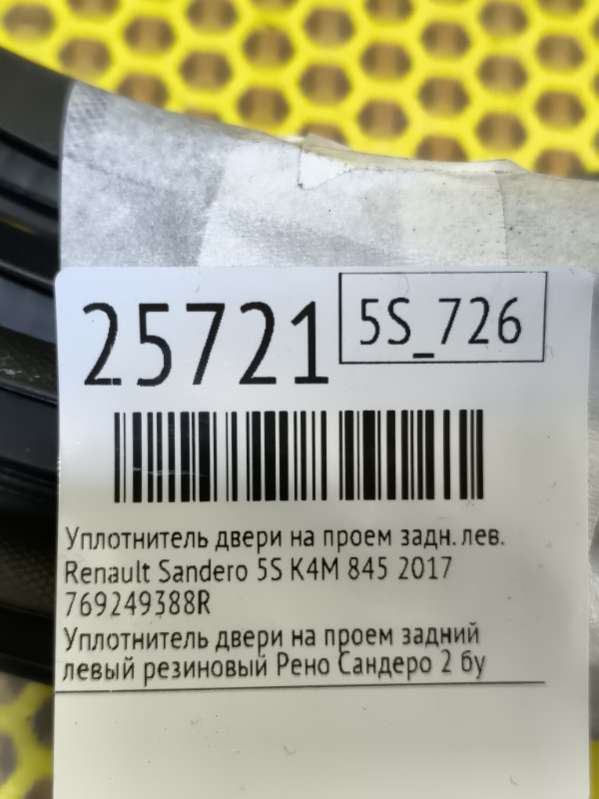 25721
5S_726
Уплотнитель двери на проем задн. лев.
Renault Sandero 5S K4M 845 2017
769249388R
Уплотнитель двери на проем задний
левый резиновый Рено Сандеро 2 бу